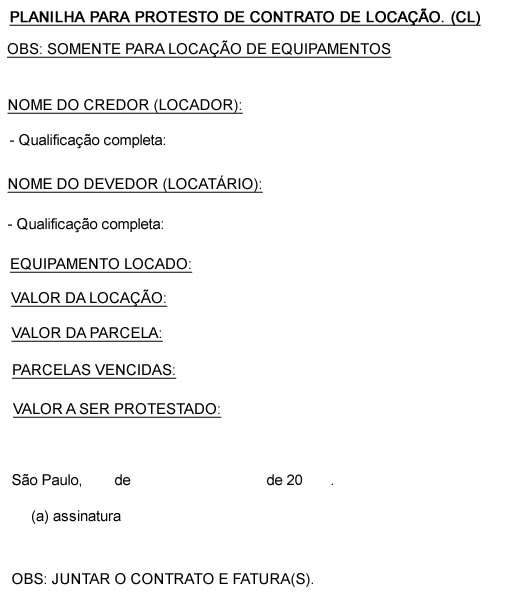 PLANILHA PARA PROTESTO DE CONTRATO DE LOCAÇÃO. (CL)
OBS: SOMENTE PARA LOCAÇÃO DE EQUIPAMENTOS
NOME DO CREDOR (LOCADOR):
- Qualificação completa:
NOME DO DEVEDOR (LOCATÁRIO):
- Qualificação completa:
EQUIPAMENTO LOCADO:
VALOR DA LOCAÇÃO:
VALOR DA PARCELA:
PARCELAS VENCIDAS:
VALOR A SER PROTESTADO:
São Paulo, de de 20 .
(a) assinatura
OBS: JUNTAR O CONTRATO E FATURA(S).